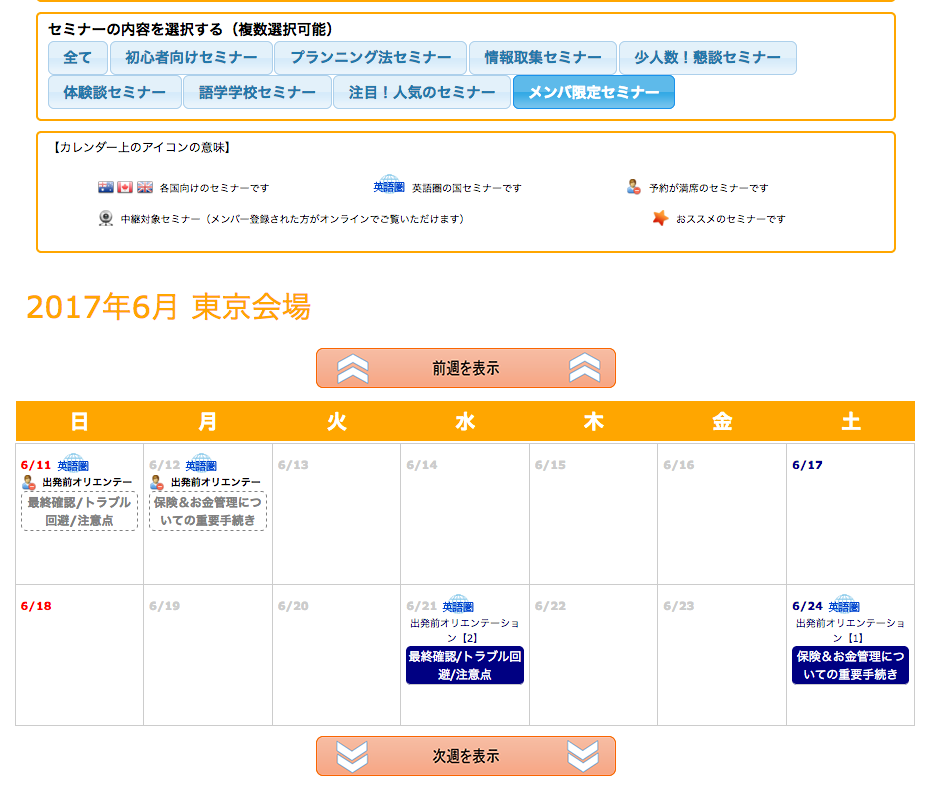 セミナーの内容を選択する（複数選択可能）
全て 初心者向けセミナー プランニング法セミナー 情報取集セミナー 少人数！懇談セミナー
体験談セミナー 語学学校セミナー 注目！人気のセミナー メンバ限定セミナー
【カレンダー上のアイコンの意味】
各国向けのセミナーです 英語圏 英語圏の国セミナーです 予約が満席のセミナーです
中継対象セミナー（メンバー登録された方がオンラインでご覧いただけます） おススメのセミナーです
2017年6月 東京会場
前週を表示
日 月 火 水 木 金 土
6/11 英語圏 6/12 英語圏 6/13 6/14 6/15 6/16 6/17
出発前オリエンテー 出発前オリエンテー
最終確認/トラブル 保険＆お金管理につ
回避/注意点 いての重要手続き
6/18 6/19 6/20 6/21 英語圏 6/22 6/23 6/24 英語圏
出発前オリエンテーショ 出発前オリエンテーショ
ン【2】 ン【1】
最終確認/トラブル回 保険＆お金管理につ
避/注意点 いての重要手続き
次週を表示